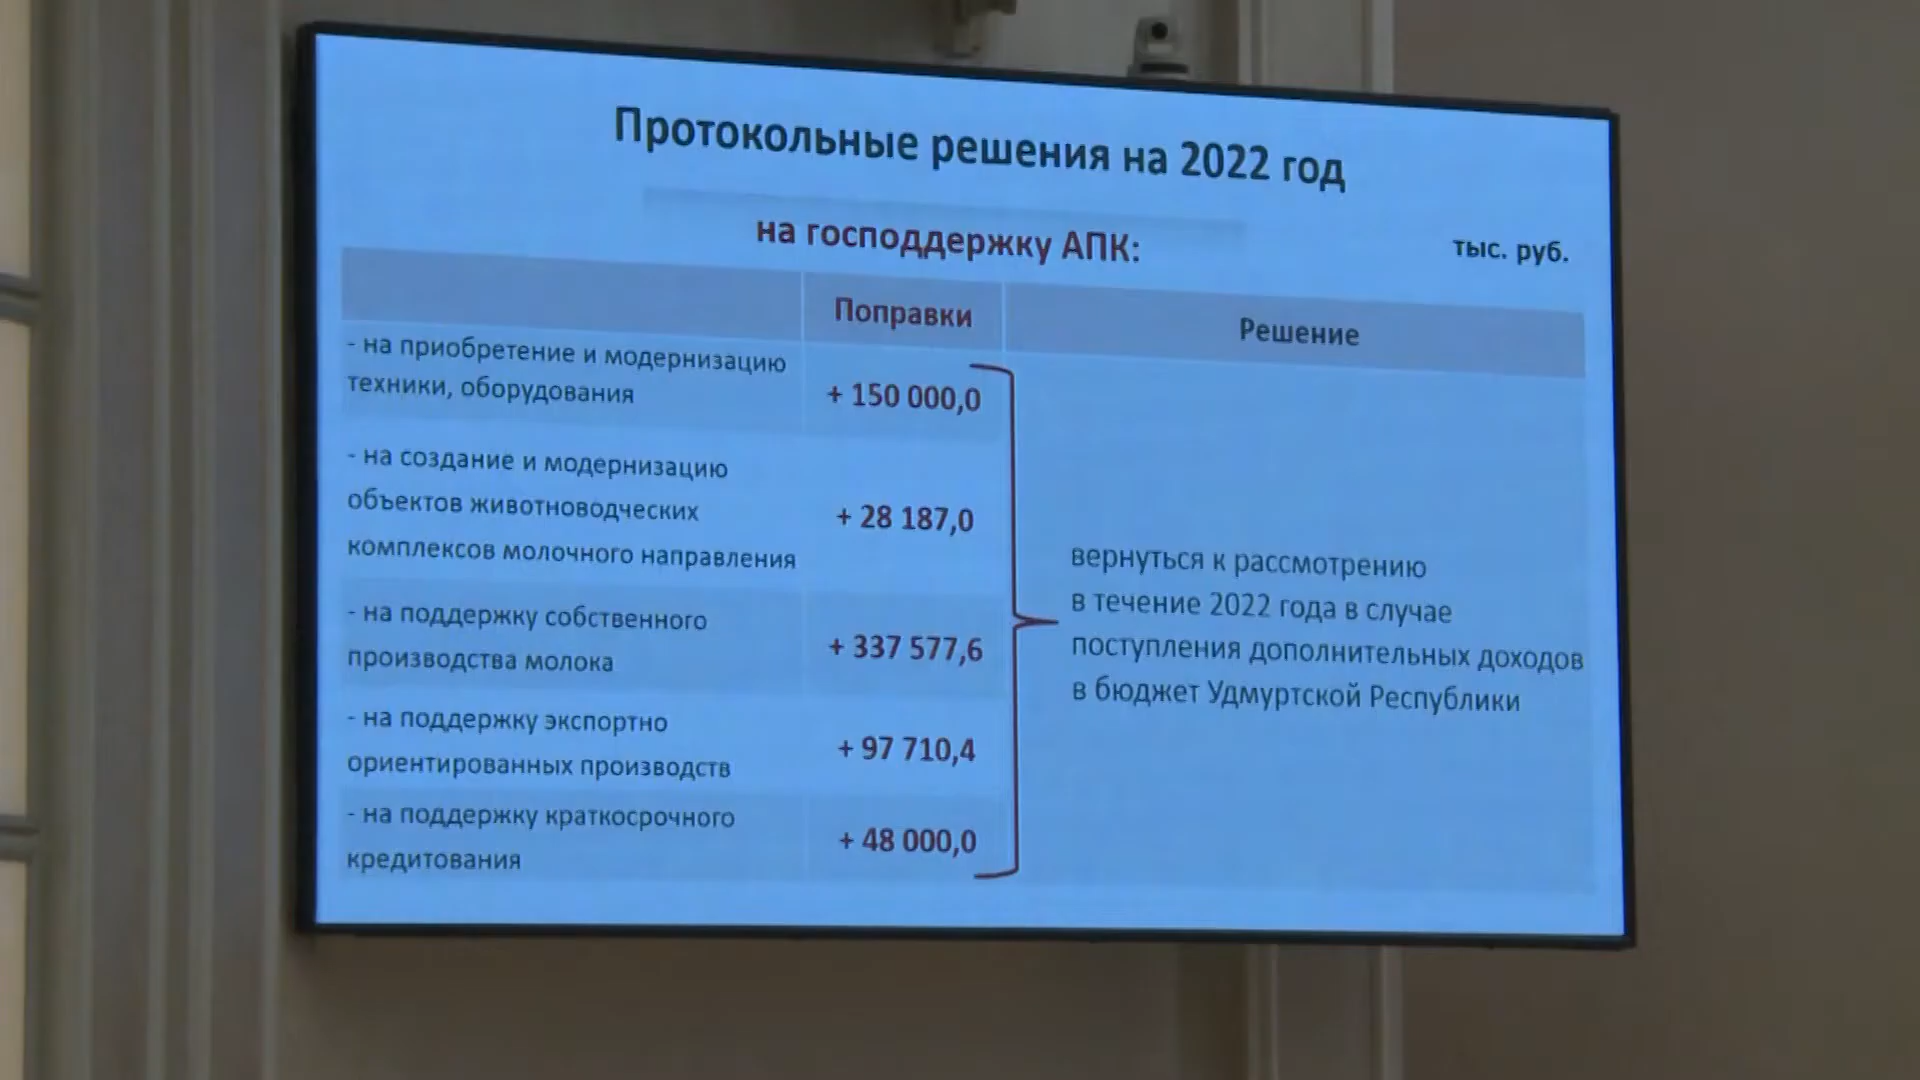 Протокольные решения на 2022 год
на господдержку АПК:
тыс. руб.
Поправки
Решение
- на приобретение и модернизацию
техники, оборудования
+ 150 000,0
- на создание и модернизацию
объектов животноводческих
комплексов молочного направления
+ 28 187,0
- на поддержку собственного
производства молока
+ 337 577,6
- на поддержку экспортно
ориентированных производств
+ 97 710,4
- на поддержку краткосрочного
кредитования
+ 48 000,0
вернуться к рассмотрению
в течение 2022 года в случае
поступления дополнительных доходов
в бюджет Удмуртской Республики